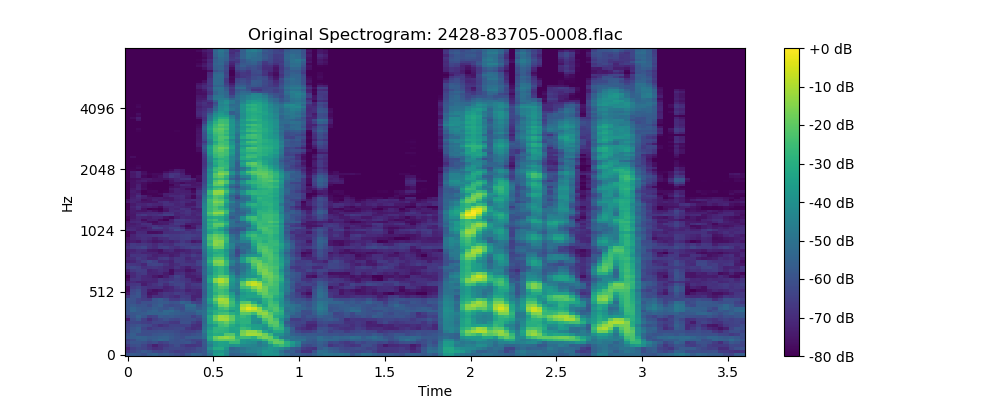 Original Spectrogram: 2428-83705-0008.flac
Hz
4096
2048
1024
512
0
0 0.5 1 1.5 2 2.5 3 3.5
Time
+0 dB
-10 dB
-20 dB
-30 dB
-40 dB
-50 dB
-60 dB
-70 dB
-80 dB